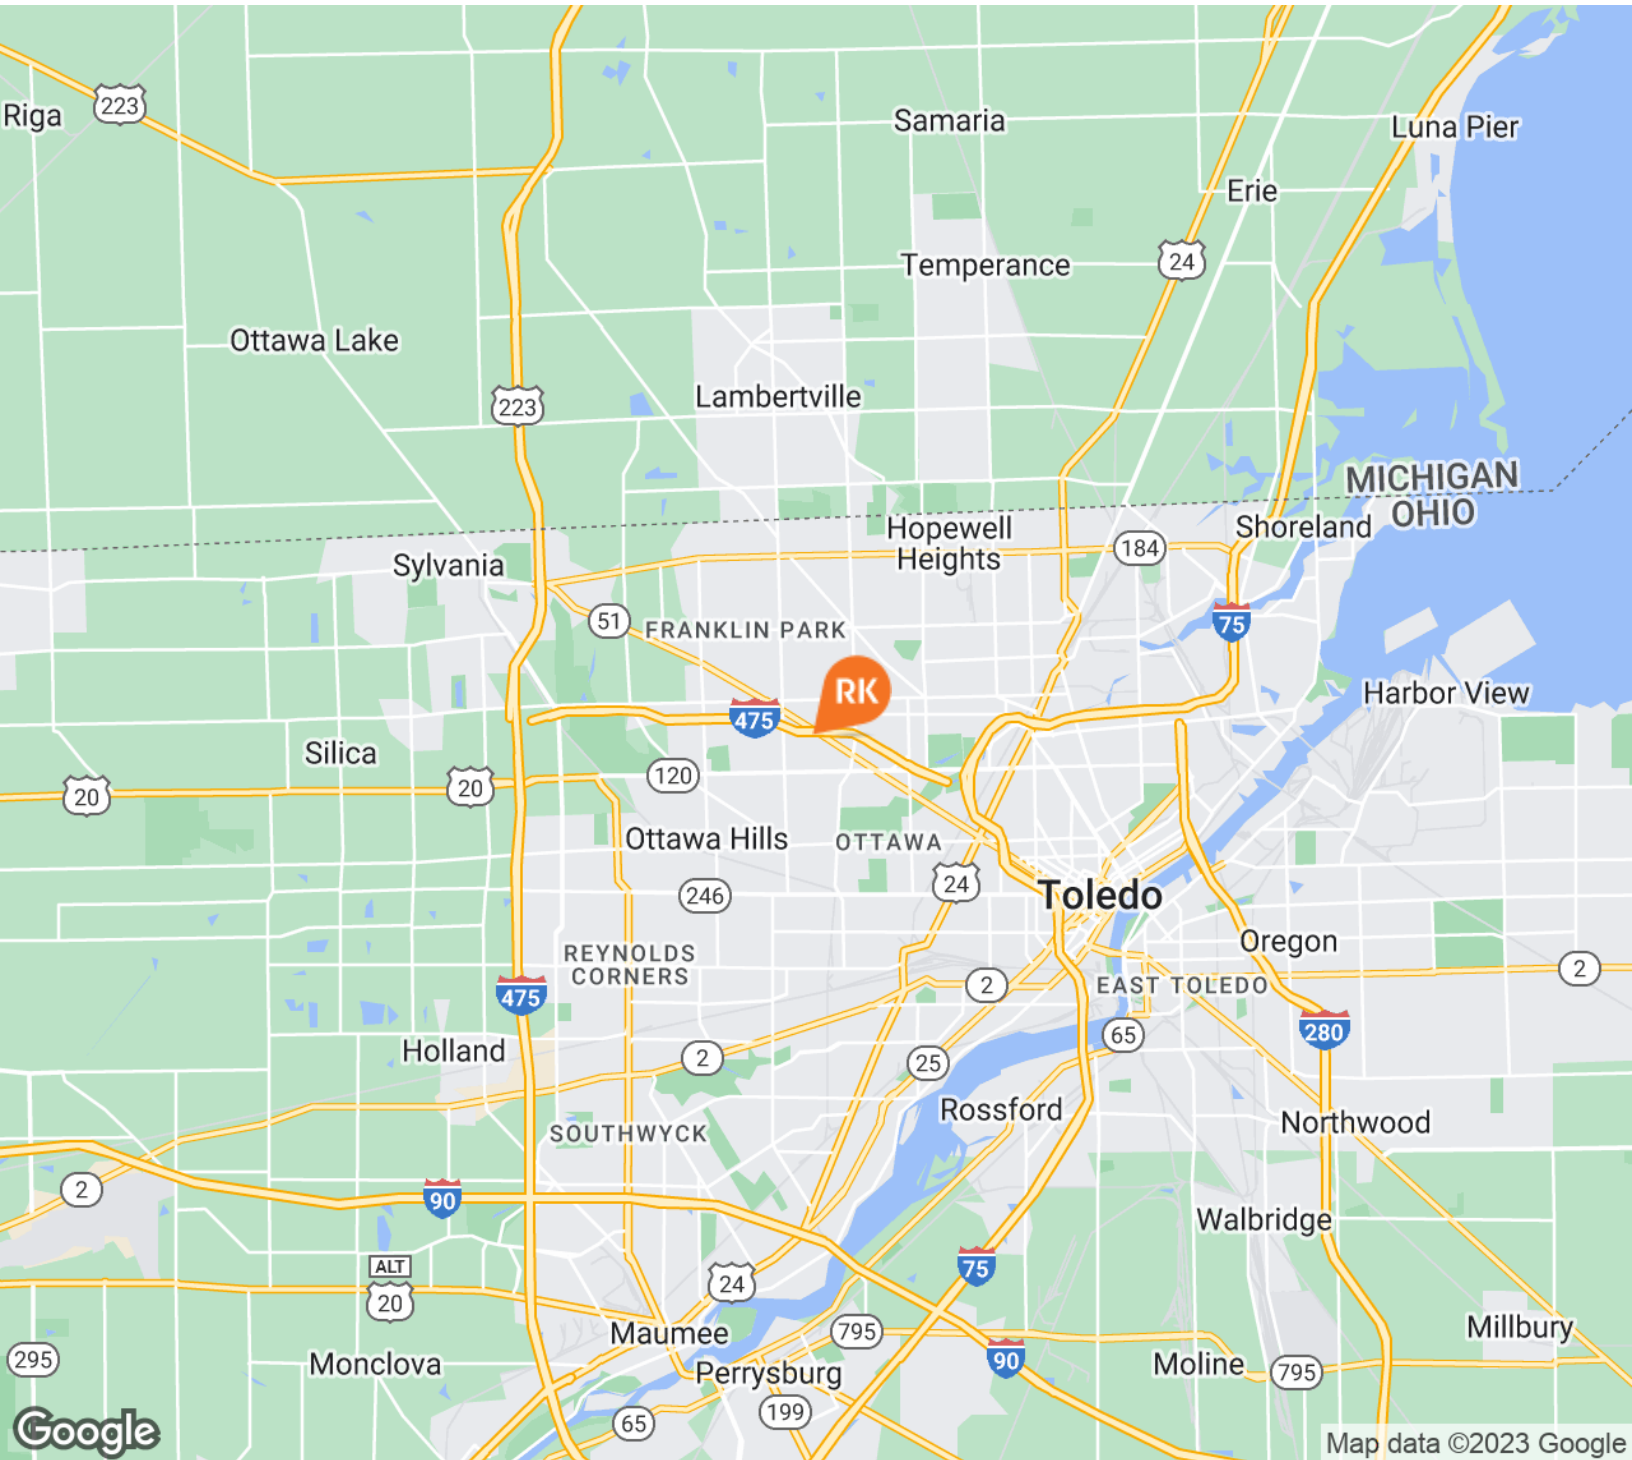 Riga
223
Samaria
Luna Pier
Erie
Temperance
24
Ottawa Lake
Lambertville
223
MICHIGAN
OHIO
Hopewell
Heights
Shoreland
184
Sylvania
51
FRANKLIN PARK
75
RK
Harbor View
475
Silica
120
20
20
Ottawa Hills
OTTAWA
24
246
Toledo
Oregon
REYNOLDS
CORNERS
2
2
EAST TOLEDO
475
65
280
Holland
2
25
Rossford
Northwood
SOUTHWYCK
2
90
Walbridge
ALT
20
24
75
Millbury
Maumee
795
295
Monclova
90
Moline
795
Perrysburg
199
65
Google
Map data ©2023 Google